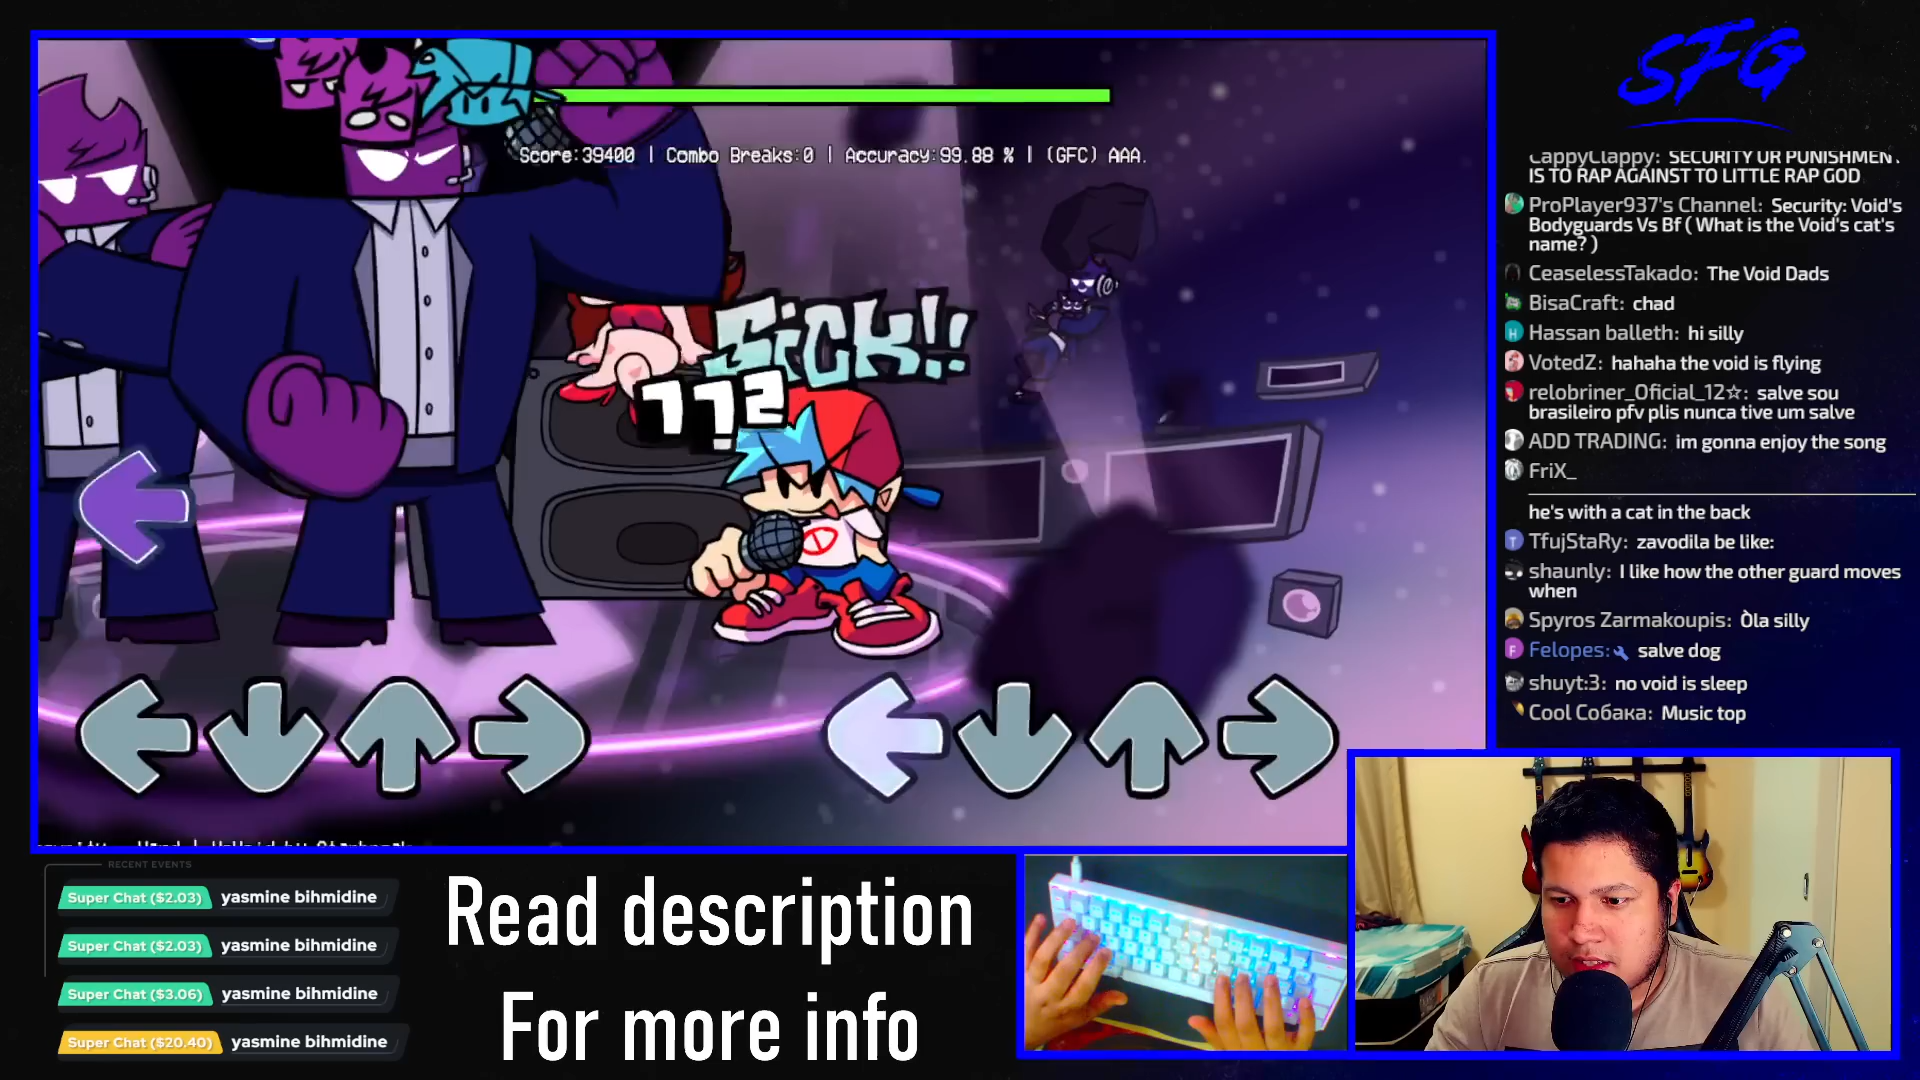 SFG
Score:39400 | Combo Breaks:0 | Accuracy:99.88 % | (GFC) AAA.
SiCK!!
112
CappyClappy: SECURITY UR PUNISHMENT
IS TO RAP AGAINST TO LITTLE RAP GOD
ProPlayer937's Channel: Security: Void's
Bodyguards Vs Bf ( What is the Void's cat's
name? )
CeaselessTakado: The Void Dads
BisaCraft: chad
H Hassan balleth: hi silly
VotedZ: hahaha the void is flying
relobriner_Oficial_12☆: salve sou
brasileiro pfv plis nunca tive um salve
ADD TRADING: im gonna enjoy the song
FriX_
he's with a cat in the back
T TfujStaRy: zavodila be like:
shaunly: I like how the other guard moves
when
Spyros Zarmakoupis: Òla silly
F Felopes: salve dog
shuyt:3: no void is sleep
Cool Собака: Music top
RECENT EVENTS
Super Chat ($2.03) yasmine bihmidine
Super Chat ($2.03) yasmine bihmidine
Super Chat ($3.06) yasmine bihmidine
Super Chat ($20.40) yasmine bihmidine
Read description
For more info